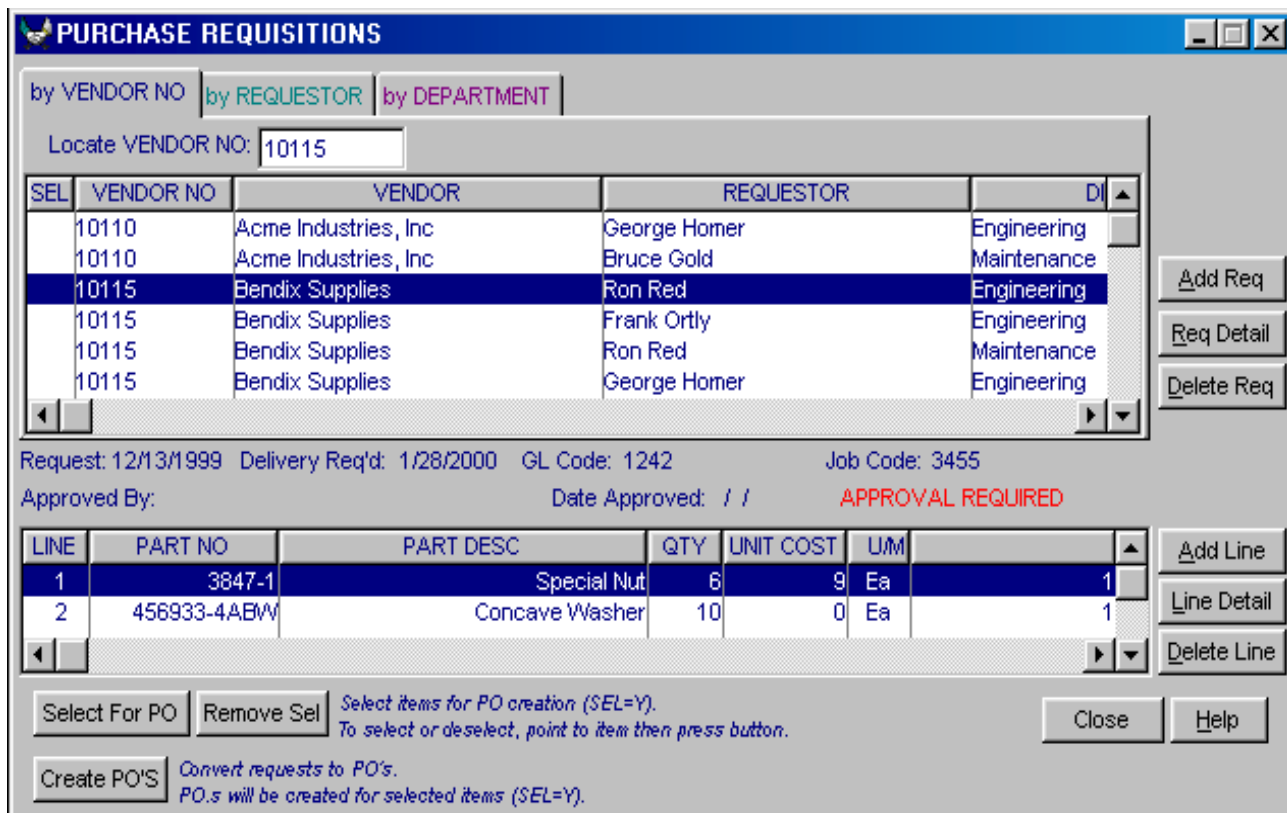 PURCHASE REQUISITIONS
by VENDOR NO by REQUESTOR by DEPARTMENT
Locate VENDOR NO: 10115
SEL VENDOR NO VENDOR REQUESTOR DI
10110 Acme Industries, Inc George Homer Engineering
10110 Acme Industries, Inc Bruce Gold Maintenance
10115 Bendix Supplies Ron Red Engineering
10115 Bendix Supplies Frank Ortly Engineering
10115 Bendix Supplies Ron Red Maintenance
10115 Bendix Supplies George Homer Engineering
Add Req
Req Detail
Delete Req
Request: 12/13/1999 Delivery Req'd: 1/28/2000 GL Code: 1242 Job Code: 3455
Approved By: Date Approved: / / APPROVAL REQUIRED
LINE PART NO PART DESC QTY UNIT COST U/M
1 3847-1 Special Nut 6 9 Ea 1
2 456933-4ABW Concave Washer 10 0 Ea 1
Add Line
Line Detail
Delete Line
Select For PO Remove Sel Select items for PO creation (SEL=Y).
To select or deselect, point to item then press button.
Close Help
Create PO'S Convert requests to PO's.
PO.s will be created for selected items (SEL=Y).